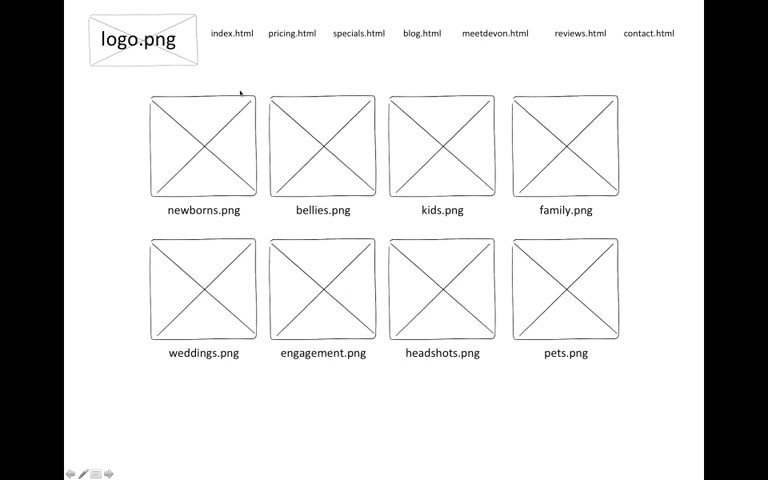 logo.png
index.html pricing.html specials.html blog.html meetdevon.html reviews.html contact.html
newborns.png bellies.png kids.png family.png
weddings.png engagement.png headshots.png pets.png